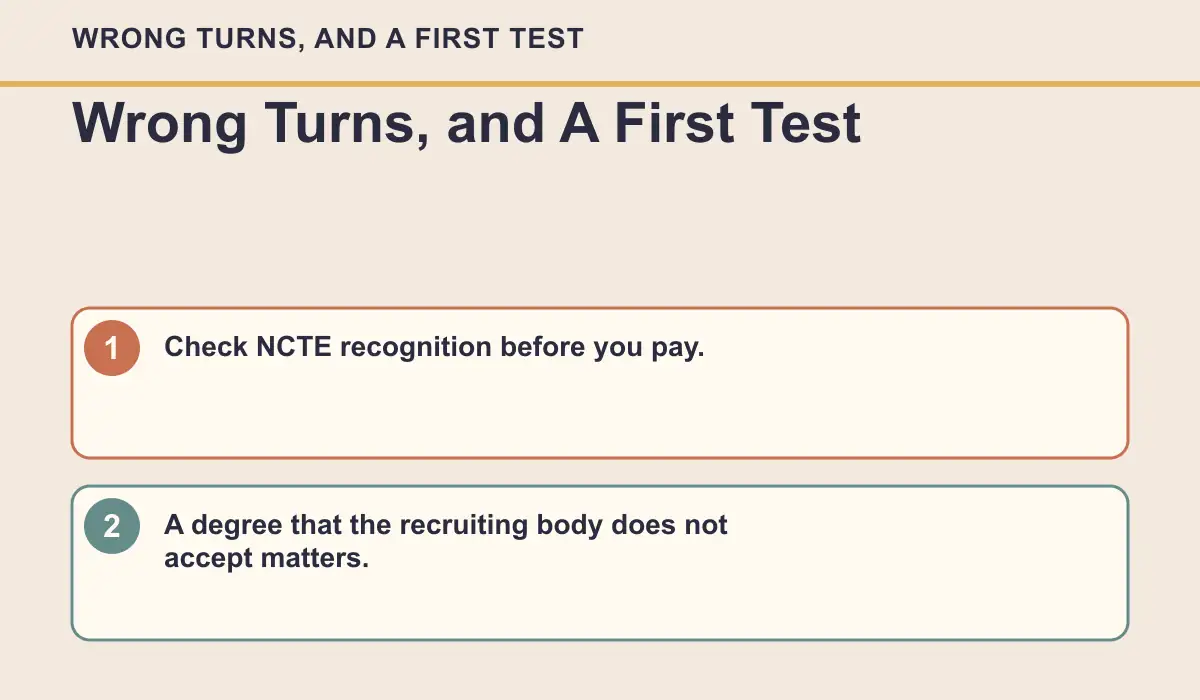 WRONG TURNS, AND A FIRST TEST
Wrong Turns, and A First Test
1
Check NCTE recognition before you pay.
2
A degree that the recruiting body does not
accept matters.